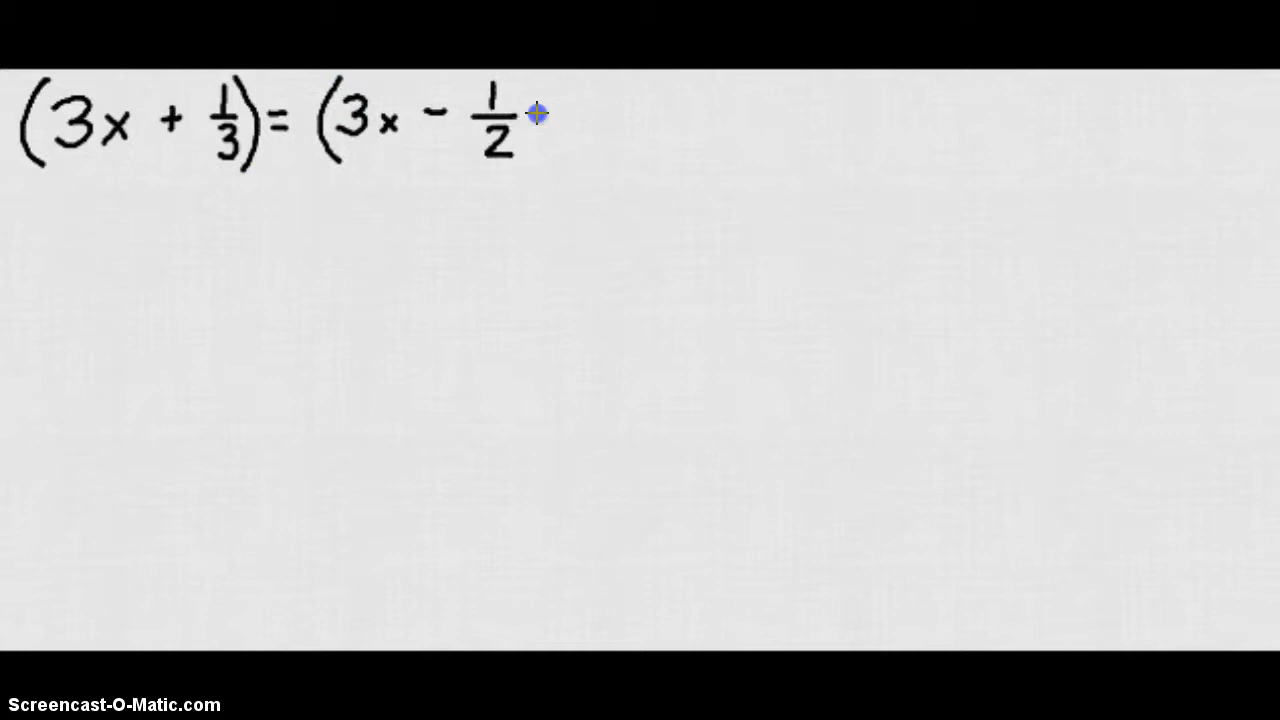 (3x + 1/3) = (3x - 1/2
Screencast-O-Matic.com